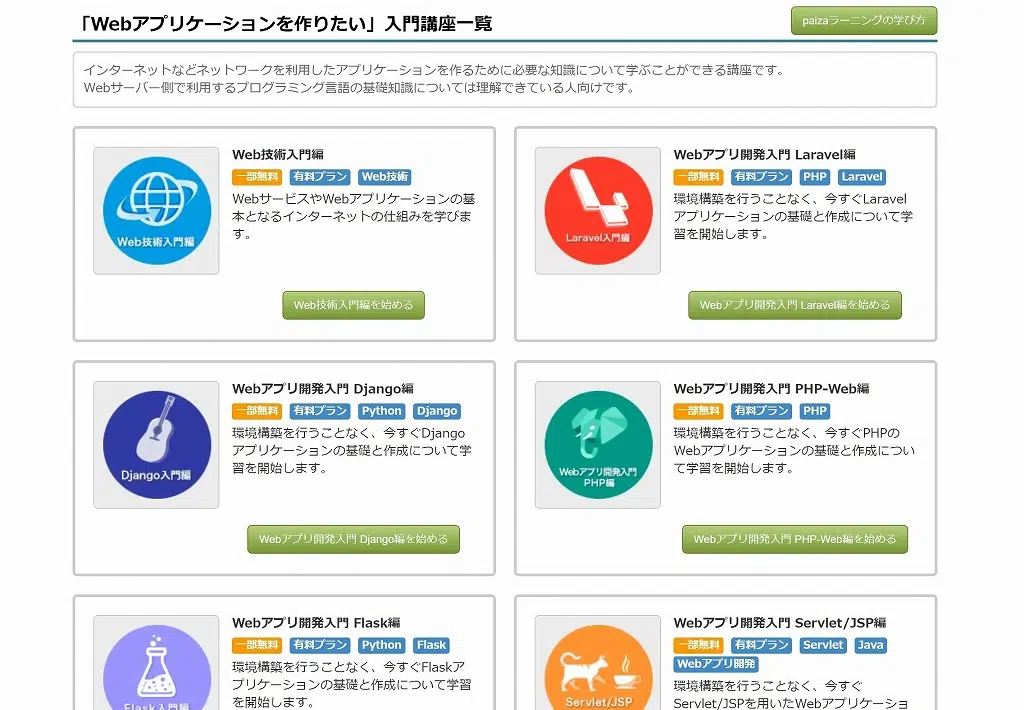 「Webアプリケーションを作りたい」入門講座一覧
paizaラーニングの学び方
インターネットなどネットワークを利用したアプリケーションを作るために必要な知識について学ぶことができる講座です。
Webサーバー側で利用するプログラミング言語の基礎知識については理解できている人向けです。
Web技術入門編
Web技術入門編
一部無料 有料プラン Web技術
WebサービスやWebアプリケーションの基
本となるインターネットの仕組みを学びま
す。
Web技術入門編を始める
Laravel入門編
Webアプリ開発入門 Laravel編
一部無料 有料プラン PHP Laravel
環境構築を行うことなく、今すぐLaravel
アプリケーションの基礎と作成について学
習を開始します。
Webアプリ開発入門 Laravel編を始める
Django入門編
Webアプリ開発入門 Django編
一部無料 有料プラン Python Django
環境構築を行うことなく、今すぐDjango
アプリケーションの基礎と作成について学
習を開始します。
Webアプリ開発入門 Django編を始める
Webアプリ開発入門
PHP編
Webアプリ開発入門 PHP-Web編
一部無料 有料プラン PHP
環境構築を行うことなく、今すぐPHPの
Webアプリケーションの基礎と作成につい
て学習を開始します。
Webアプリ開発入門 PHP-Web編を始める
Flask入門編
Webアプリ開発入門 Flask編
一部無料 有料プラン Python Flask
環境構築を行うことなく、今すぐFlaskア
プリケーションの基礎と作成について学習
を開始します。
Servlet/JSP
Webアプリ開発入門 Servlet/JSP編
一部無料 有料プラン Servlet Java
Webアプリ開発
環境構築を行うことなく、今すぐ
Servlet/JSPを用いたWebアプリケーショ